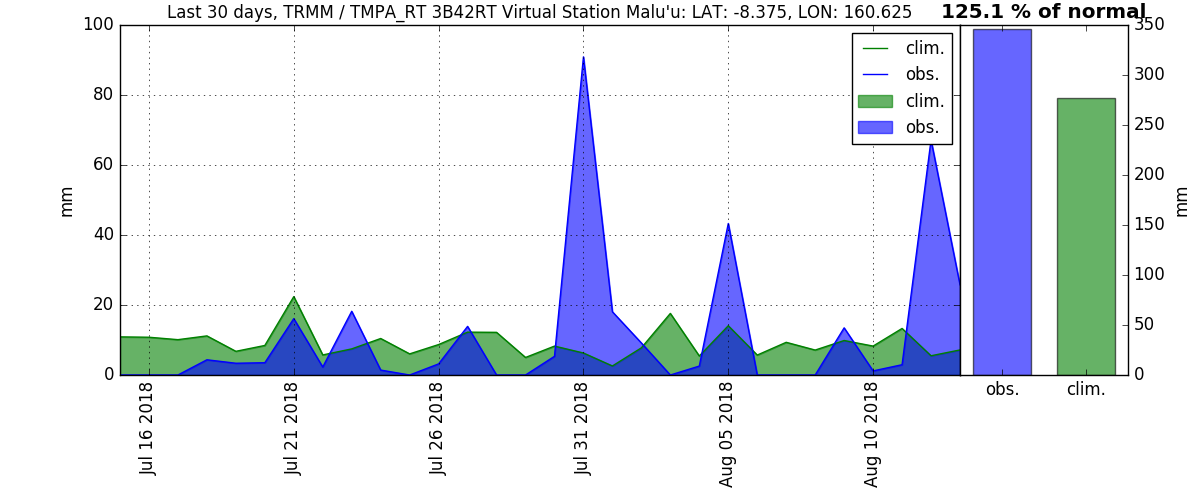 Last 30 days, TRMM / TMPA_RT 3B42RT Virtual Station Malu'u: LAT: -8.375, LON: 160.625
125.1 % of normal
100
80
60
40
20
0
mm
clim.
obs.
clim.
obs.
350
300
250
200
150
100
50
0
mm
Jul 16 2018
Jul 21 2018
Jul 26 2018
Jul 31 2018
Aug 05 2018
Aug 10 2018
obs.
clim.